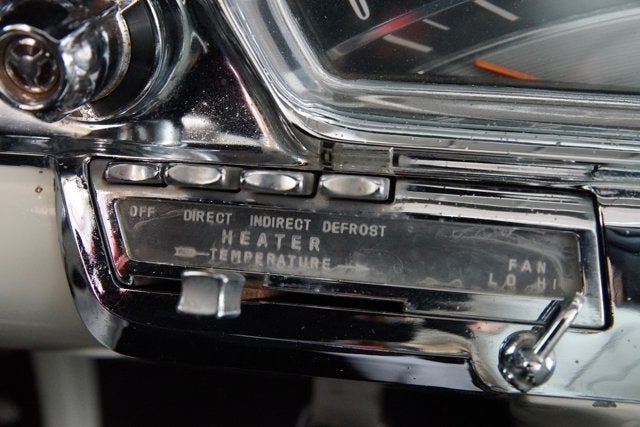 OFF DIRECT INDIRECT DEFROST
HEATER
TEMPERATURE
FAN
LO HI